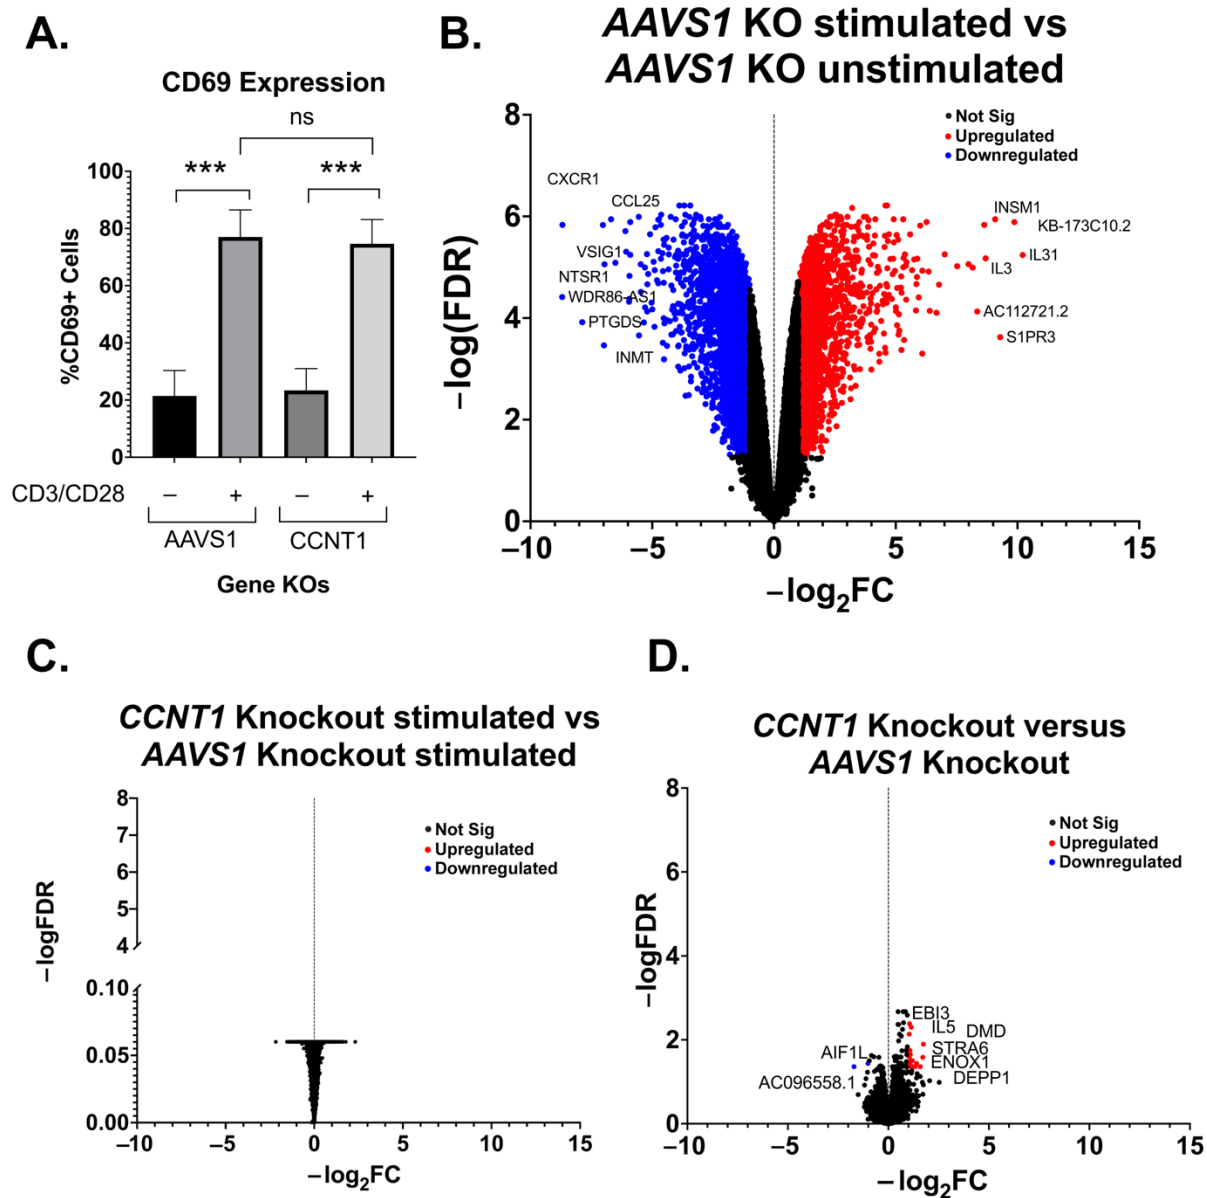 A.
CD69 Expression
ns
***
***
100
80
60
40
20
0
%CD69+ Cells
CD3/CD28
–
+
–
+
AAVS1
CCNT1
Gene KOs
B.
AAVS1 KO stimulated vs
AAVS1 KO unstimulated
Not Sig
Upregulated
Downregulated
8
6
4
2
0
–log(FDR)
CXCR1
CCL25
VSIG1
NTSR1
WDR86-AS1
PTGDS
INMT
INSM1
KB-173C10.2
IL31
IL3
AC112721.2
S1PR3
–10
–5
0
5
10
15
–log2FC
C.
CCNT1 Knockout stimulated vs
AAVS1 Knockout stimulated
Not Sig
Upregulated
Downregulated
8
7
6
5
4
0.10
0.05
0.00
–logFDR
–10
–5
0
5
10
15
–log2FC
D.
CCNT1 Knockout versus
AAVS1 Knockout
Not Sig
Upregulated
Downregulated
8
6
4
2
0
–logFDR
EBI3
IL5
DMD
STRA6
ENOX1
DEPP1
AIF1L
AC096558.1
–10
–5
0
5
10
15
–log2FC